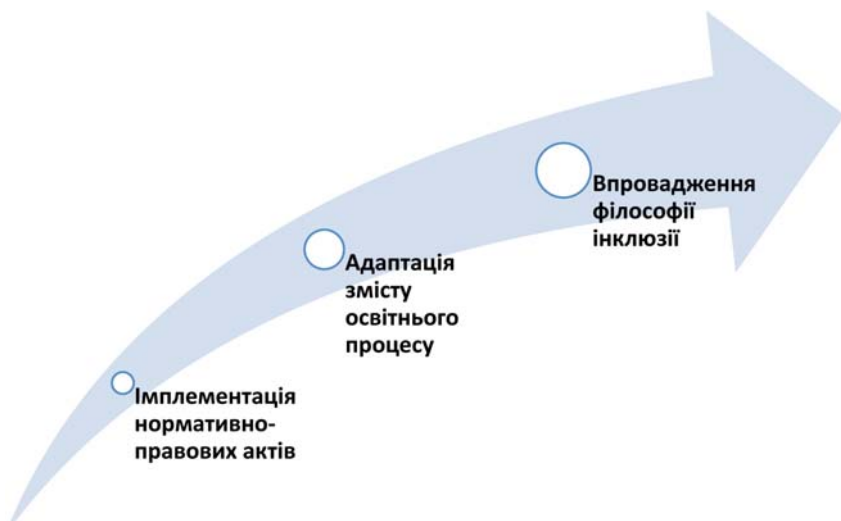 Впровадження
філософії
інклюзії
Адаптація
змісту
освітнього
процесу
Імплементація
нормативно-
правових актів